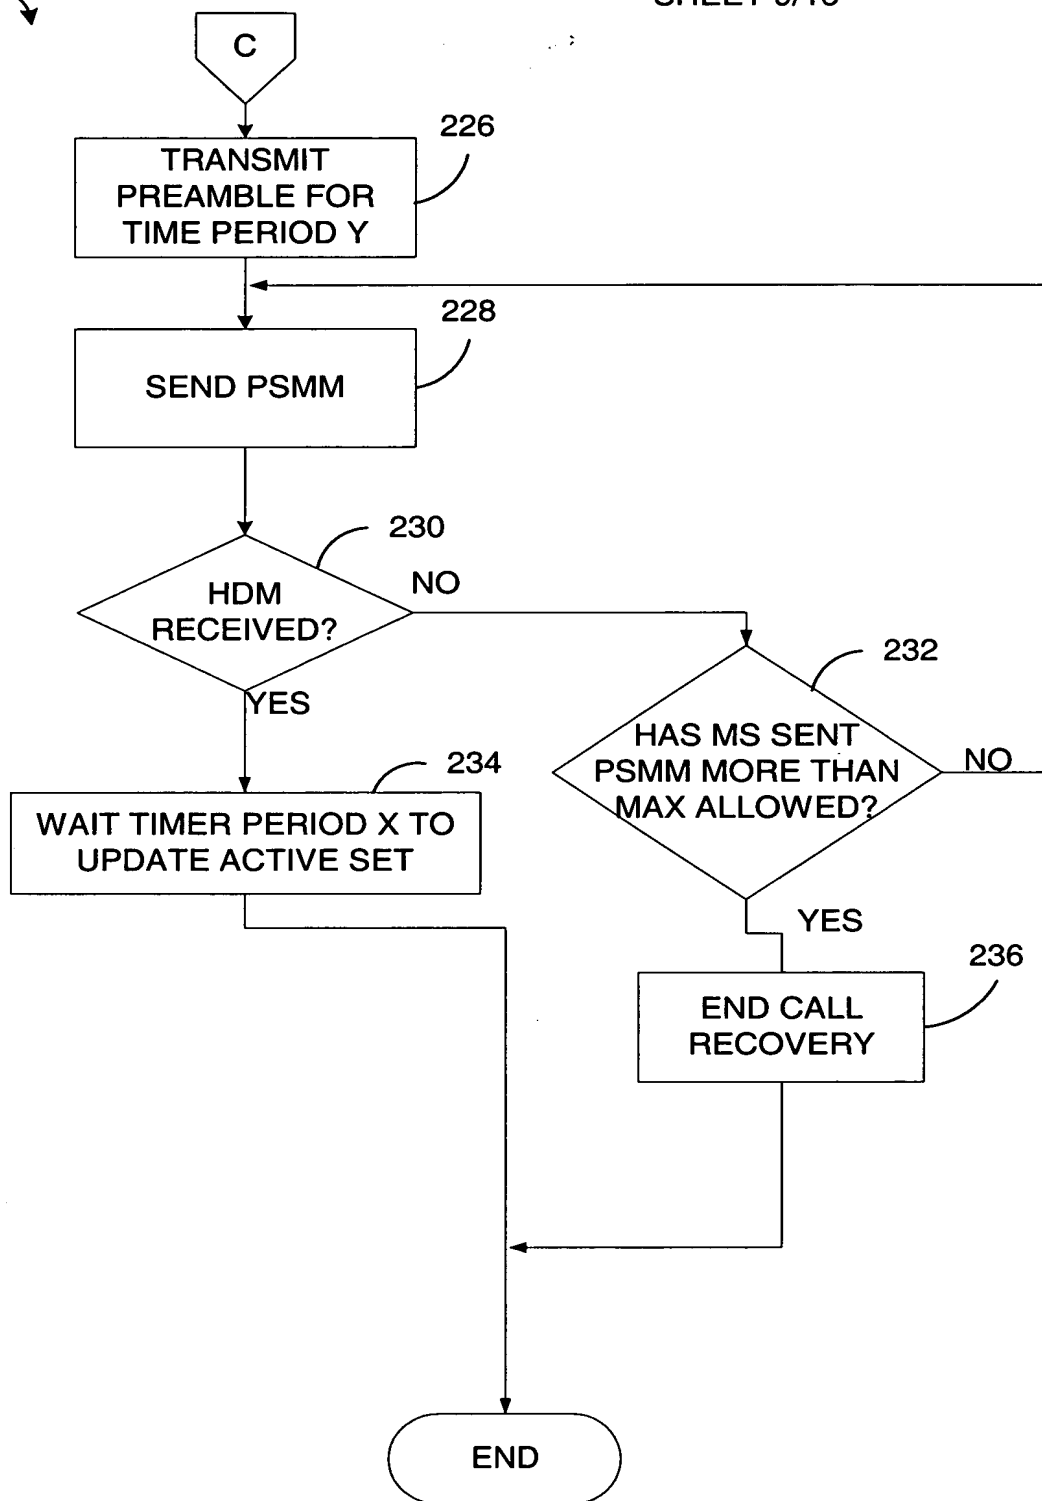 C
226
TRANSMIT
PREAMBLE FOR
TIME PERIOD Y
228
SEND PSMM
230
HDM
RECEIVED?
NO
YES
232
HAS MS SENT
PSMM MORE THAN
MAX ALLOWED?
NO
234
WAIT TIMER PERIOD X TO
UPDATE ACTIVE SET
YES
236
END CALL
RECOVERY
END